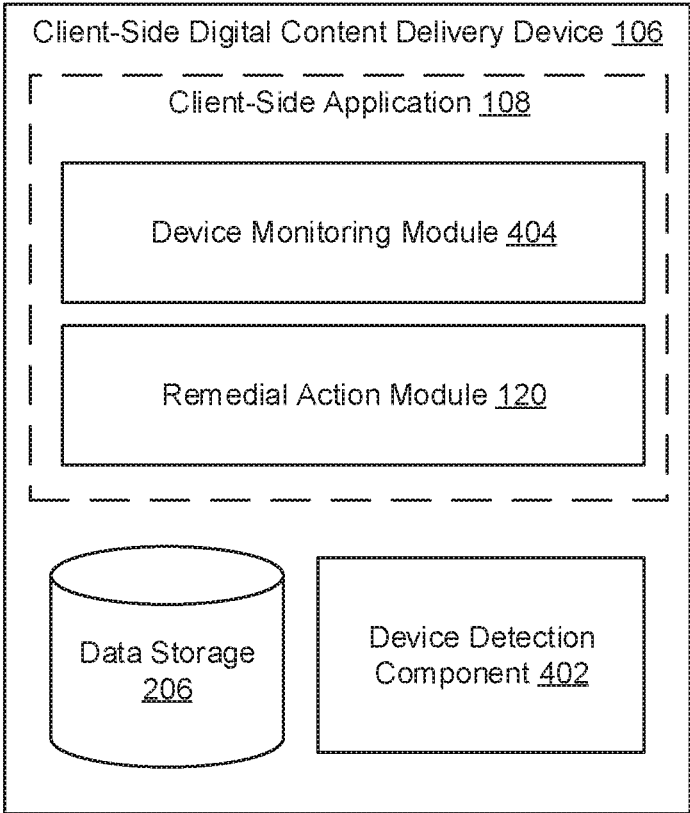 Client-Side Digital Content Delivery Device 106
Client-Side Application 108
Device Monitoring Module 404
Remedial Action Module 120
Data Storage
206
Device Detection
Component 402